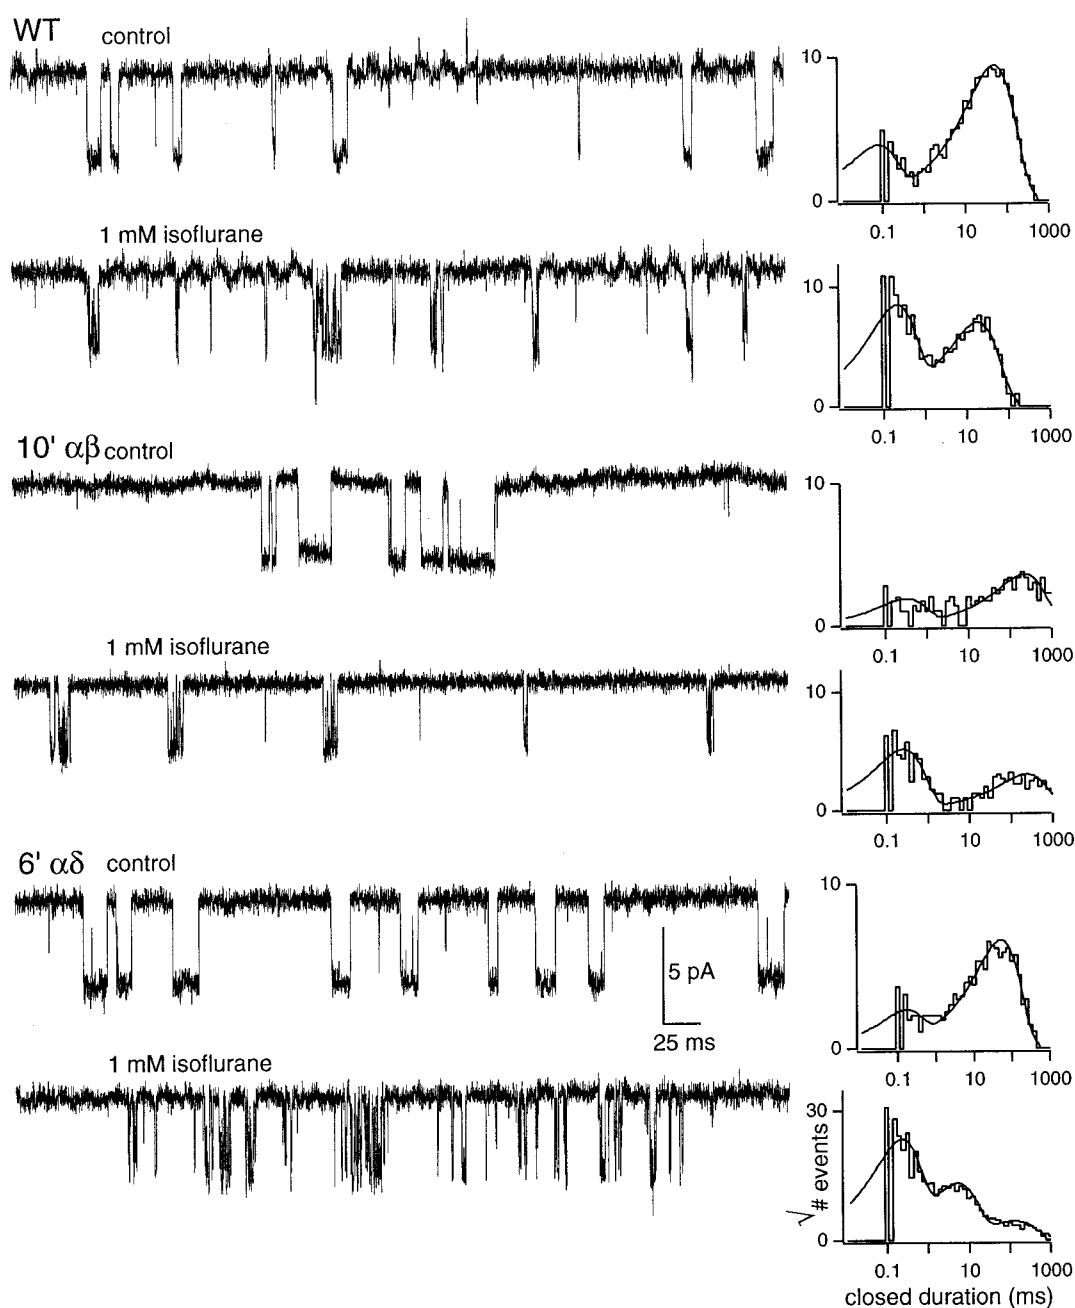 WT
control
10
0
0.1 10 1000
1 mM isoflurane
10
0
0.1 10 1000
10' αβ control
10
0
0.1 10 1000
1 mM isoflurane
10
0
0.1 10 1000
6' αδ control
10
0
5 pA
25 ms
0.1 10 1000
1 mM isoflurane
30
0
√ # events
0.1 10 1000
closed duration (ms)